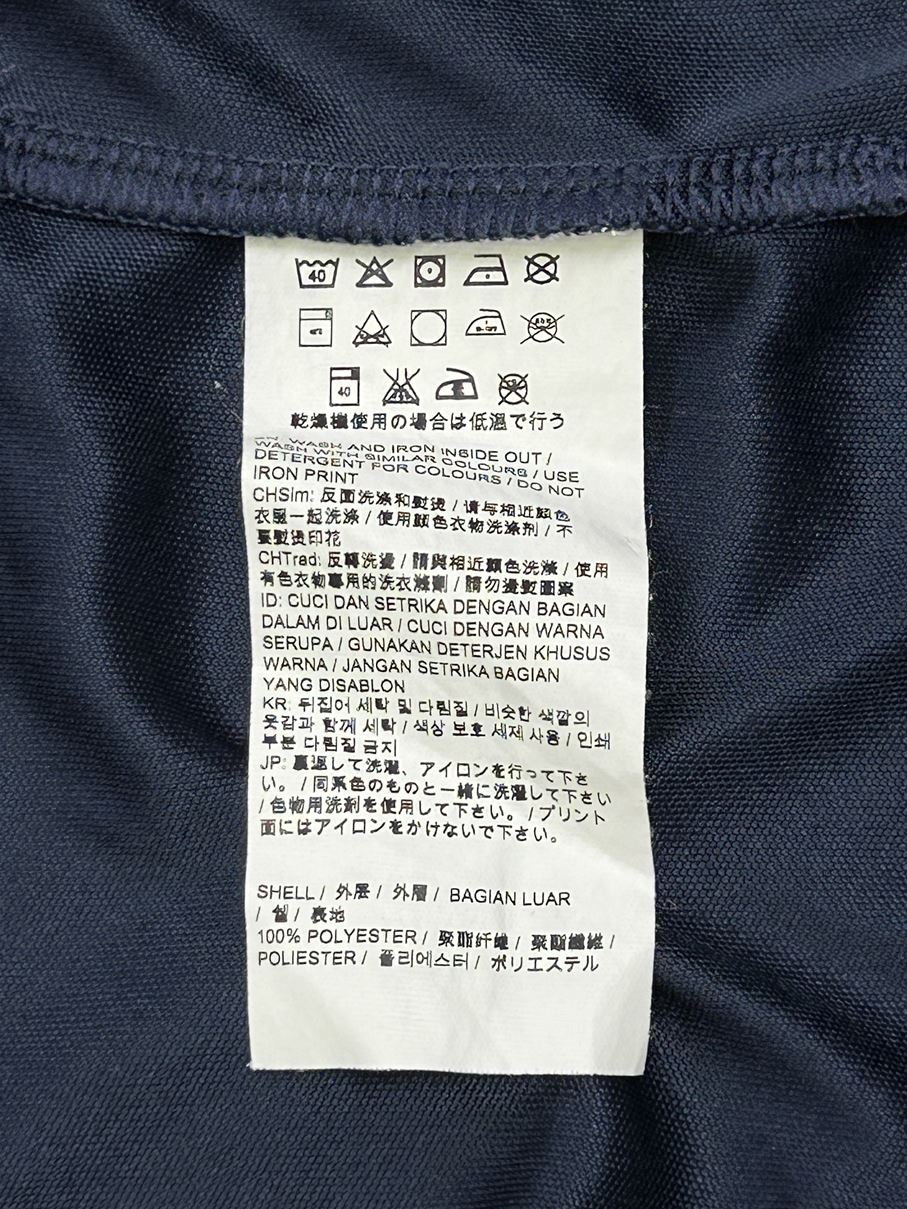 40
40
乾燥機使用の場合は低温で行う
WASH AND IRON INSIDE OUT /
WASH WITH SIMILAR COLOURS / USE
DETERGENT FOR COLOURS / DO NOT
IRON PRINT
CHSim: 反面洗涤和熨烫 / 请与相近颜色
衣服一起洗涤 / 使用颜色衣物洗涤剂 / 不
要熨烫印花
CHTrad: 反轉洗燙 / 請與相近顏色洗滌 / 使用
有色衣物專用的洗衣滌劑 / 請勿燙熨圖案
ID: CUCI DAN SETRIKA DENGAN BAGIAN
DALAM DI LUAR / CUCI DENGAN WARNA
SERUPA / GUNAKAN DETERJEN KHUSUS
WARNA / JANGAN SETRIKA BAGIAN
YANG DISABLON
KR: 뒤집어 세탁 및 다림질 / 비슷한 색깔의
옷감과 함께 세탁 / 색상 보호 세제 사용 / 인쇄
부분 다림질 금지
JP: 裏返して洗濯、アイロンを行って下さ
い。 / 同系色のものと一緒に洗濯して下さい
/ 色物用洗剤を使用して下さい。 / プリント
面にはアイロンをかけないで下さい。
SHELL / 外层 / 外層 / BAGIAN LUAR
/ 쉘 / 表地
100% POLYESTER / 聚酯纤维 / 聚酯纖維 /
POLIESTER / 폴리에스터 / ポリエステル